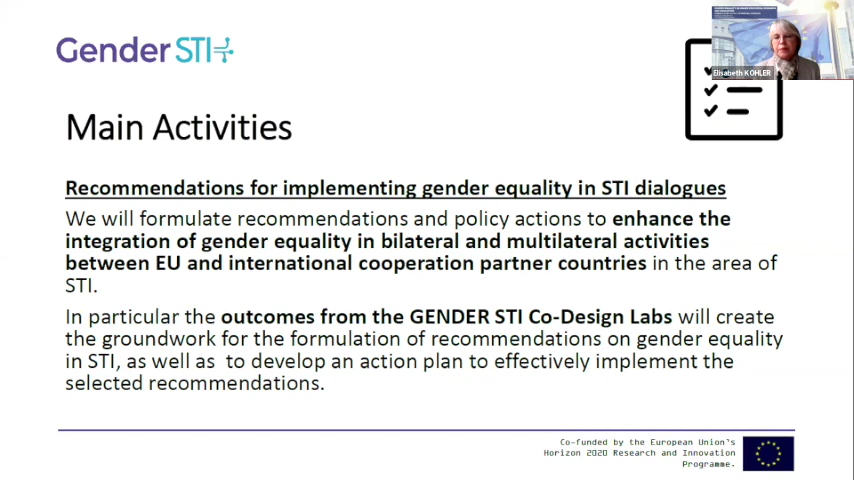 Gender STI
Elisabeth KOHLER
Main Activities
Recommendations for implementing gender equality in STI dialogues
We will formulate recommendations and policy actions to enhance the
integration of gender equality in bilateral and multilateral activities
between EU and international cooperation partner countries in the area of
STI.
In particular the outcomes from the GENDER STI Co-Design Labs will create
the groundwork for the formulation of recommendations on gender equality
in STI, as well as to develop an action plan to effectively implement the
selected recommendations.
Co-funded by the European Union's
Horizon 2020 Research and Innovation
Programme.